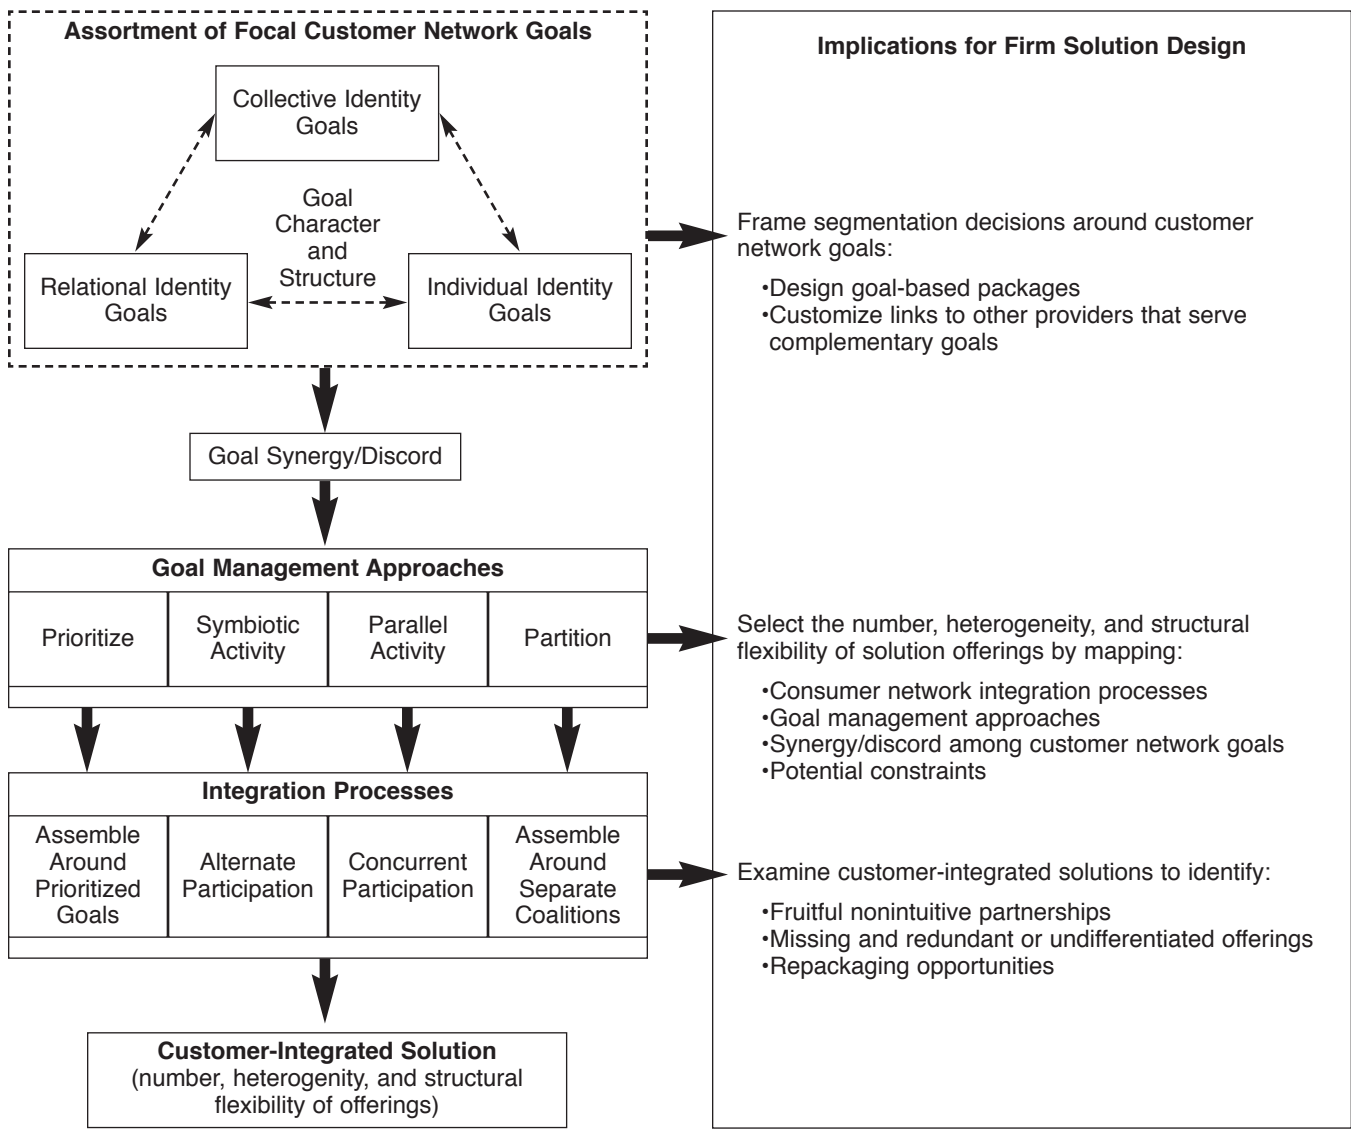 Assortment of Focal Customer Network Goals
Collective Identity
Goals
Goal
Character
and
Structure
Relational Identity
Goals
Individual Identity
Goals
Goal Synergy/Discord
Goal Management Approaches
Prioritize
Symbiotic
Activity
Parallel
Activity
Partition
Integration Processes
Assemble
Around
Prioritized
Goals
Alternate
Participation
Concurrent
Participation
Assemble
Around
Separate
Coalitions
Customer-Integrated Solution
(number, heterogenity, and structural
flexibility of offerings)
Implications for Firm Solution Design
Frame segmentation decisions around customer
network goals:
•Design goal-based packages
•Customize links to other providers that serve
complementary goals
Select the number, heterogeneity, and structural
flexibility of solution offerings by mapping:
•Consumer network integration processes
•Goal management approaches
•Synergy/discord among customer network goals
•Potential constraints
Examine customer-integrated solutions to identify:
•Fruitful nonintuitive partnerships
•Missing and redundant or undifferentiated offerings
•Repackaging opportunities